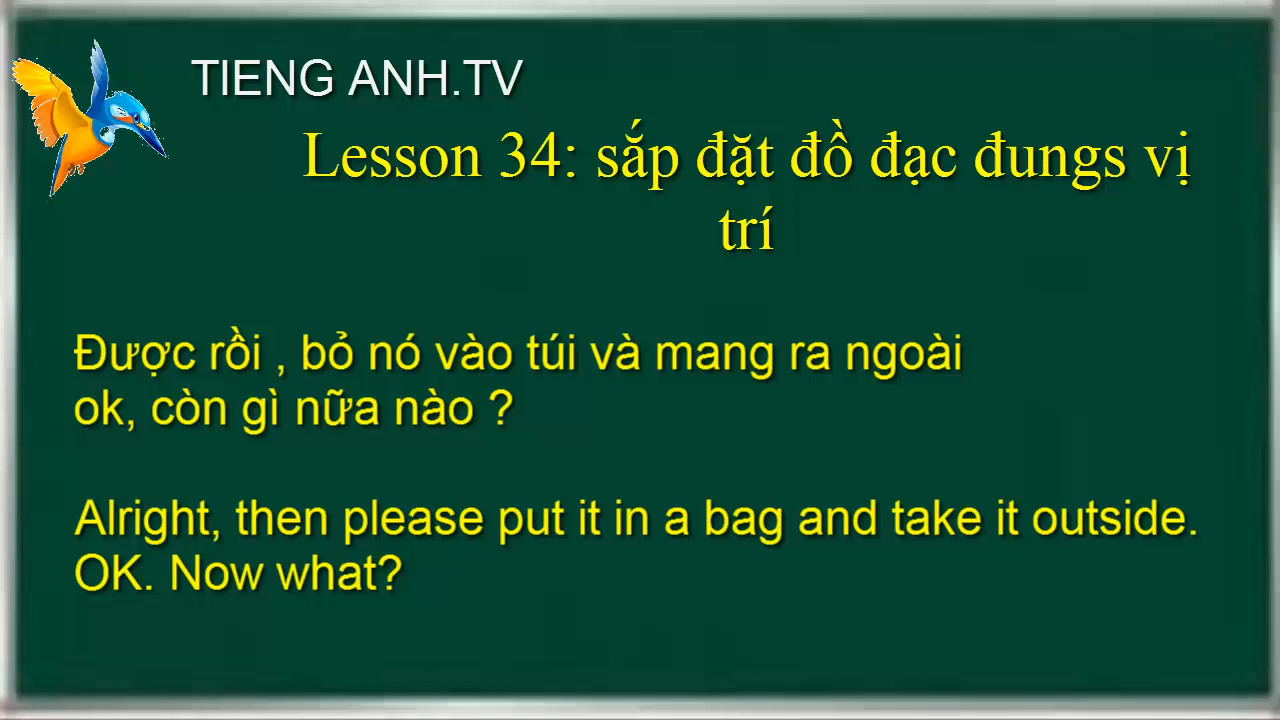 TIENG ANH.TV
Lesson 34: sắp đặt đồ đạc đungs vị
trí
Được rồi , bỏ nó vào túi và mang ra ngoài
ok, còn gì nữa nào ?
Alright, then please put it in a bag and take it outside.
OK. Now what?